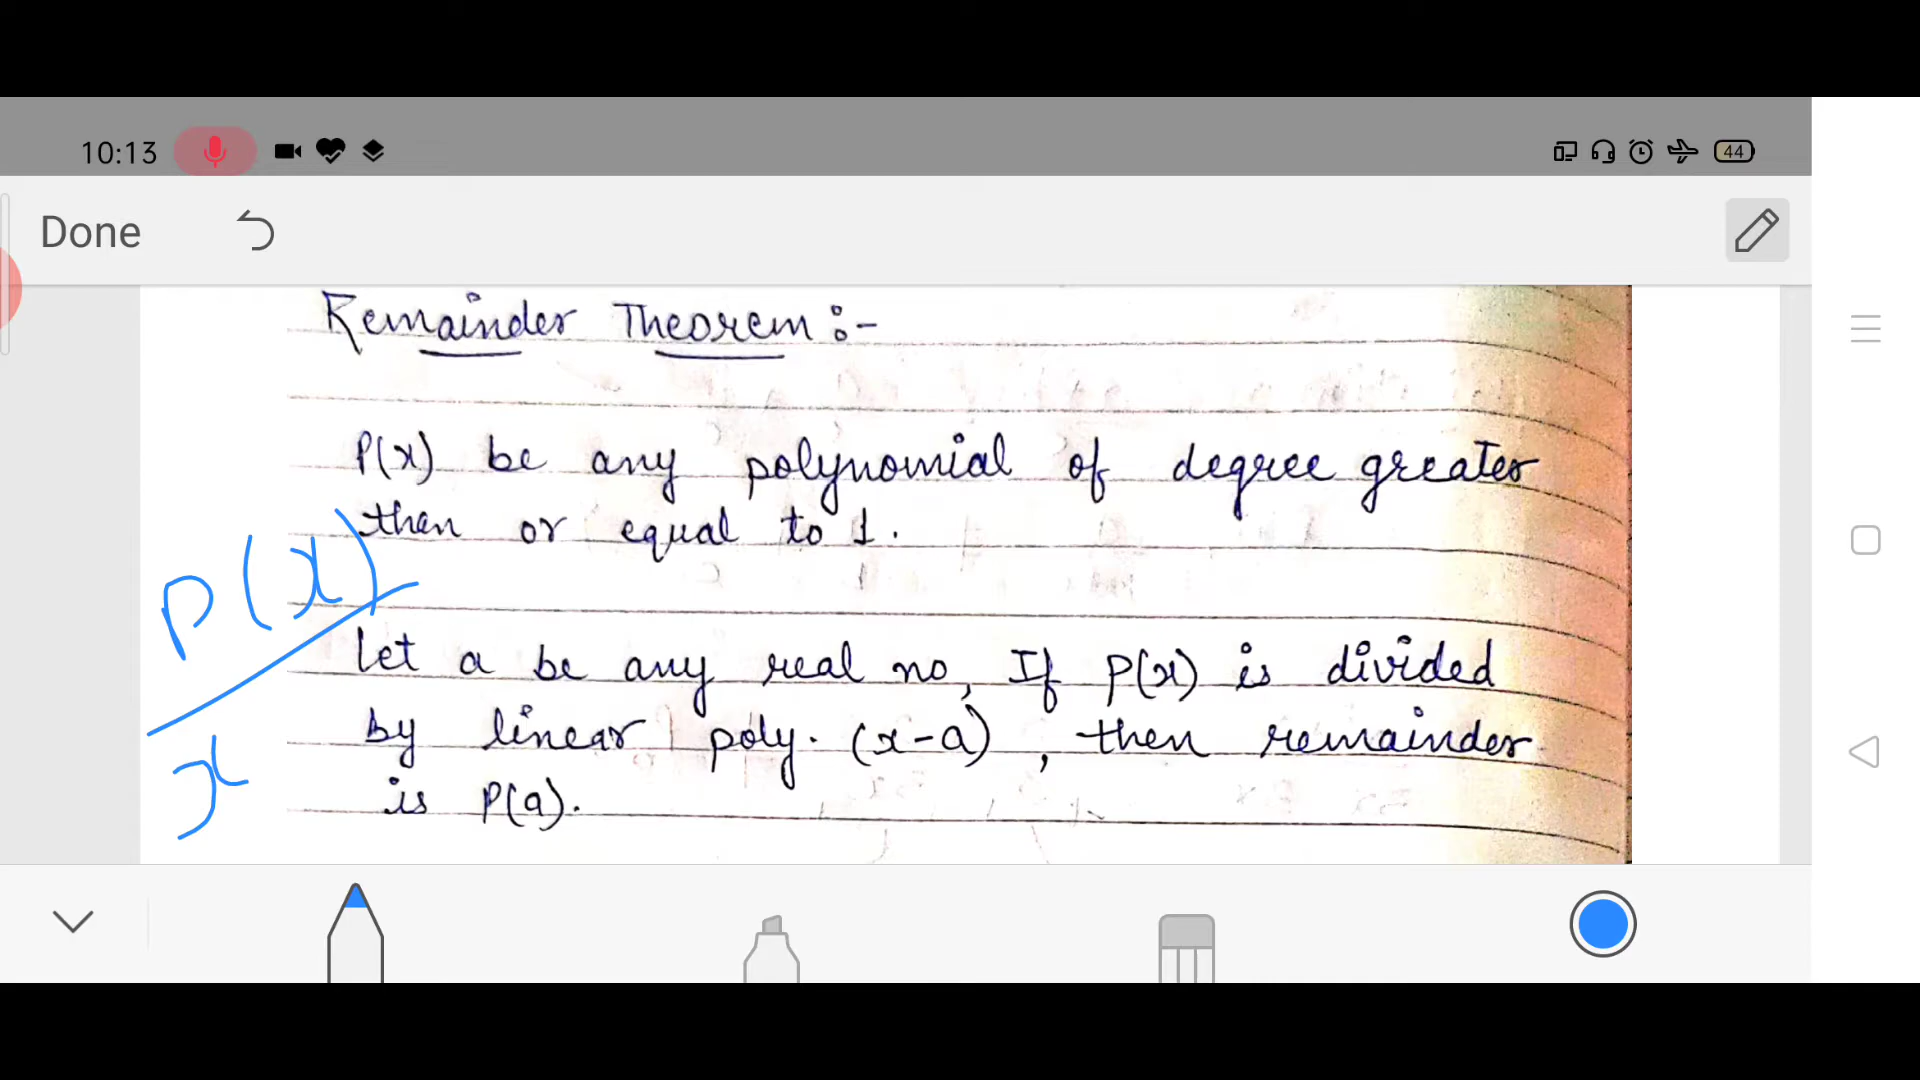 10:13
44
Done
Remainder Theorem :-
P(x) be any polynomial of degree greater
then or equal to 1.
P(x)
Let a be any real no, If P(x) is divided
by linear poly. (x-a), then remainder
x
is P(a).